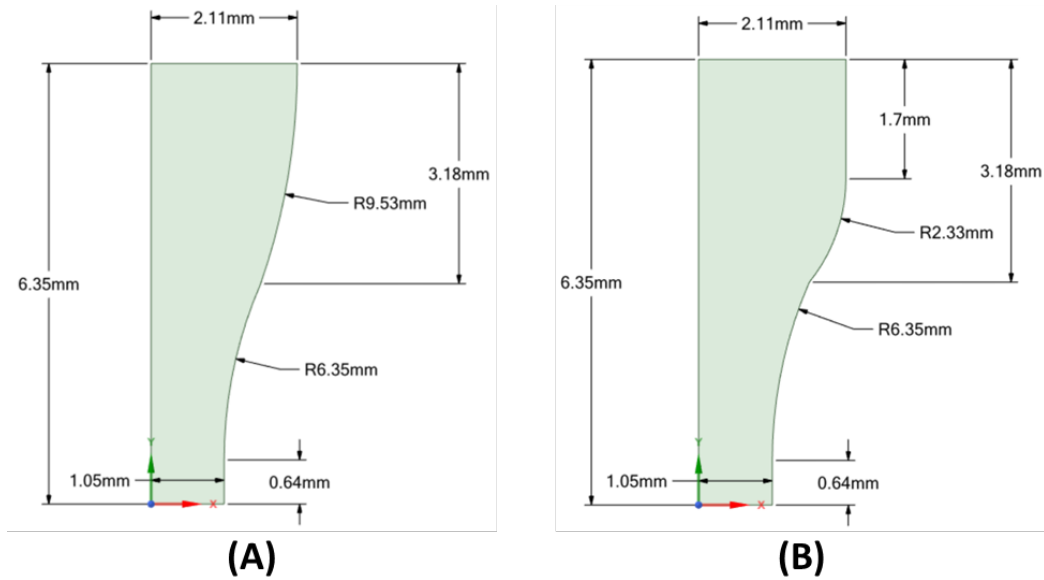 2.11mm
3.18mm
R9.53mm
6.35mm
R6.35mm
Y
1.05mm
0.64mm
X
(A)
2.11mm
1.7mm
3.18mm
R2.33mm
6.35mm
R6.35mm
Y
1.05mm
0.64mm
X
(B)